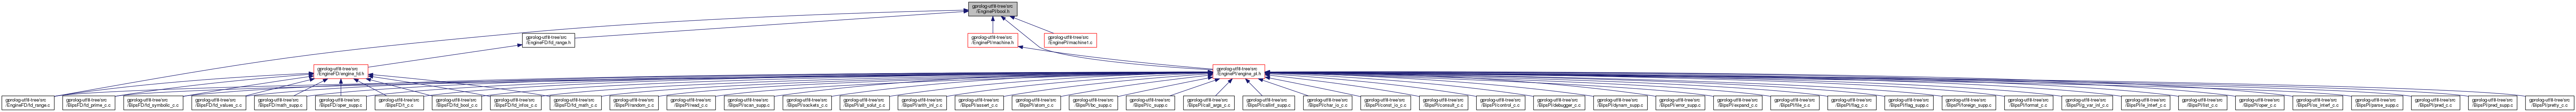 gprolog-utf8-tree/src
/EnginePl/bool.h
gprolog-utf8-tree/src
/EngineFD/fd_range.h
gprolog-utf8-tree/src
/EnginePl/machine.h
gprolog-utf8-tree/src
/EnginePl/machine1.c
gprolog-utf8-tree/src
/EngineFD/engine_fd.h
gprolog-utf8-tree/src
/EnginePl/engine_pl.h
gprolog-utf8-tree/src
/EngineFD/fd_range.c
gprolog-utf8-tree/src
/BipsFD/fd_prime_c.c
gprolog-utf8-tree/src
/BipsFD/fd_symbolic_c.c
gprolog-utf8-tree/src
/BipsFD/fd_values_c.c
gprolog-utf8-tree/src
/BipsFD/math_supp.c
gprolog-utf8-tree/src
/BipsFD/oper_supp.c
gprolog-utf8-tree/src
gprolog-utf8-tree/src
/BipsFD/fd_bool_c.c
gprolog-utf8-tree/src
/BipsFD/fd_infos_c.c
gprolog-utf8-tree/src
/BipsFD/fd_math_c.c
gprolog-utf8-tree/src
/BipsPl/random_c.c
gprolog-utf8-tree/src
/BipsPl/read_c.c
gprolog-utf8-tree/src
/BipsPl/scan_supp.c
gprolog-utf8-tree/src
/BipsPl/sockets_c.c
gprolog-utf8-tree/src
/BipsPl/all_solut_c.c
gprolog-utf8-tree/src
/BipsPl/arith_inl_c.c
gprolog-utf8-tree/src
/BipsPl/assert_c.c
gprolog-utf8-tree/src
/BipsPl/atom_c.c
gprolog-utf8-tree/src
/BipsPl/bc_supp.c
gprolog-utf8-tree/src
/BipsPl/c_supp.c
gprolog-utf8-tree/src
/BipsPl/call_args_c.c
gprolog-utf8-tree/src
/BipsPl/callinf_supp.c
gprolog-utf8-tree/src
/BipsPl/char_io_c.c
gprolog-utf8-tree/src
/BipsPl/const_io_c.c
gprolog-utf8-tree/src
/BipsPl/consult_c.c
gprolog-utf8-tree/src
/BipsPl/control_c.c
gprolog-utf8-tree/src
/BipsPl/debugger_c.c
gprolog-utf8-tree/src
/BipsPl/dynam_supp.c
gprolog-utf8-tree/src
/BipsPl/error_supp.c
gprolog-utf8-tree/src
/BipsPl/expand_c.c
gprolog-utf8-tree/src
/BipsPl/file_c.c
gprolog-utf8-tree/src
/BipsPl/flag_c.c
gprolog-utf8-tree/src
/BipsPl/flag_supp.c
gprolog-utf8-tree/src
/BipsPl/foreign_supp.c
gprolog-utf8-tree/src
/BipsPl/format_c.c
gprolog-utf8-tree/src
/BipsPl/g_var_inl_c.c
gprolog-utf8-tree/src
/BipsPl/le_interf_c.c
gprolog-utf8-tree/src
/BipsPl/list_c.c
gprolog-utf8-tree/src
/BipsPl/oper_c.c
gprolog-utf8-tree/src
/BipsPl/os_interf_c.c
gprolog-utf8-tree/src
/BipsPl/parse_supp.c
gprolog-utf8-tree/src
/BipsPl/pred_c.c
gprolog-utf8-tree/src
/BipsPl/pred_supp.c
gprolog-utf8-tree/src
/BipsPl/pretty_c.c